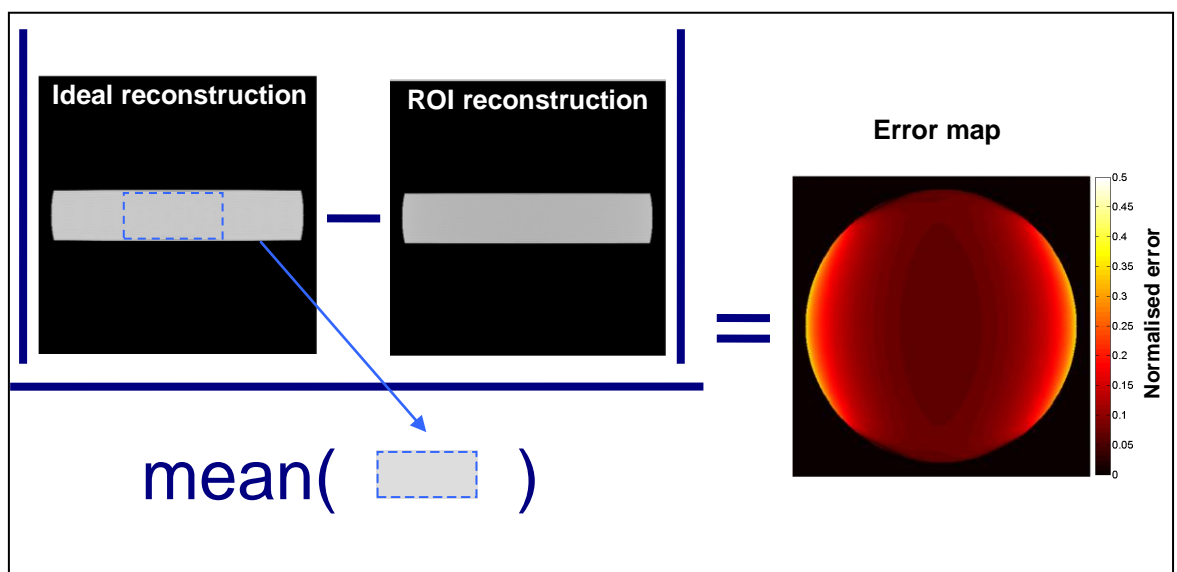 Ideal reconstruction
ROI reconstruction
Error map
mean( )
0.5
0.45
0.4
0.35
0.3
0.25
0.2
0.15
0.1
0.05
0
Normalised error